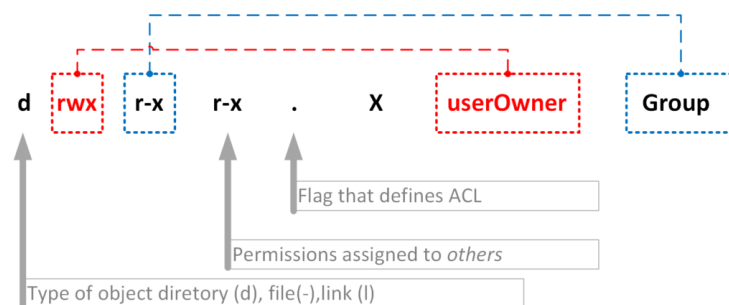 d rwx r-x r-x . X userOwner Group
Flag that defines ACL
Permissions assigned to others
Type of object diretory (d), file(-),link (l)